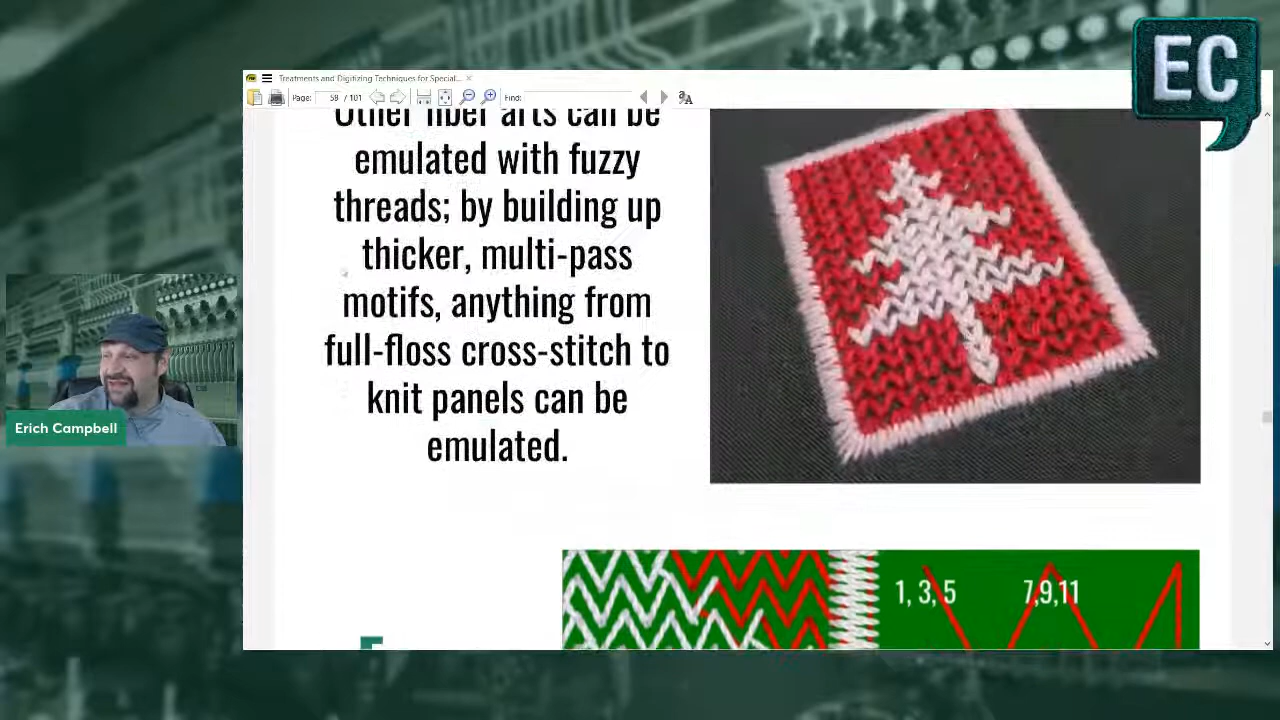 EC
Treatments and Digitizing Techniques for Special...
Page: 59 / 101 Find:
Other fiber arts can be
emulated with fuzzy
threads; by building up
thicker, multi-pass
motifs, anything from
full-floss cross-stitch to
knit panels can be
emulated.
Erich Campbell
1, 3, 5 7,9,11